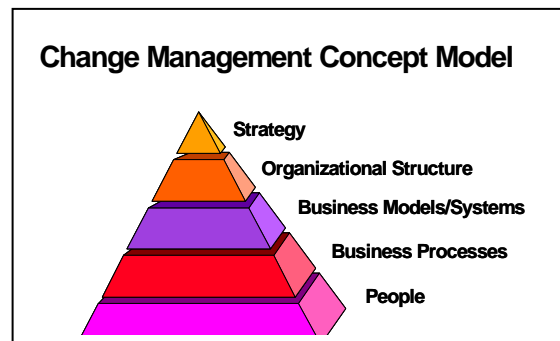 Change Management Concept Model
Strategy
Organizational Structure
Business Models/Systems
Business Processes
People